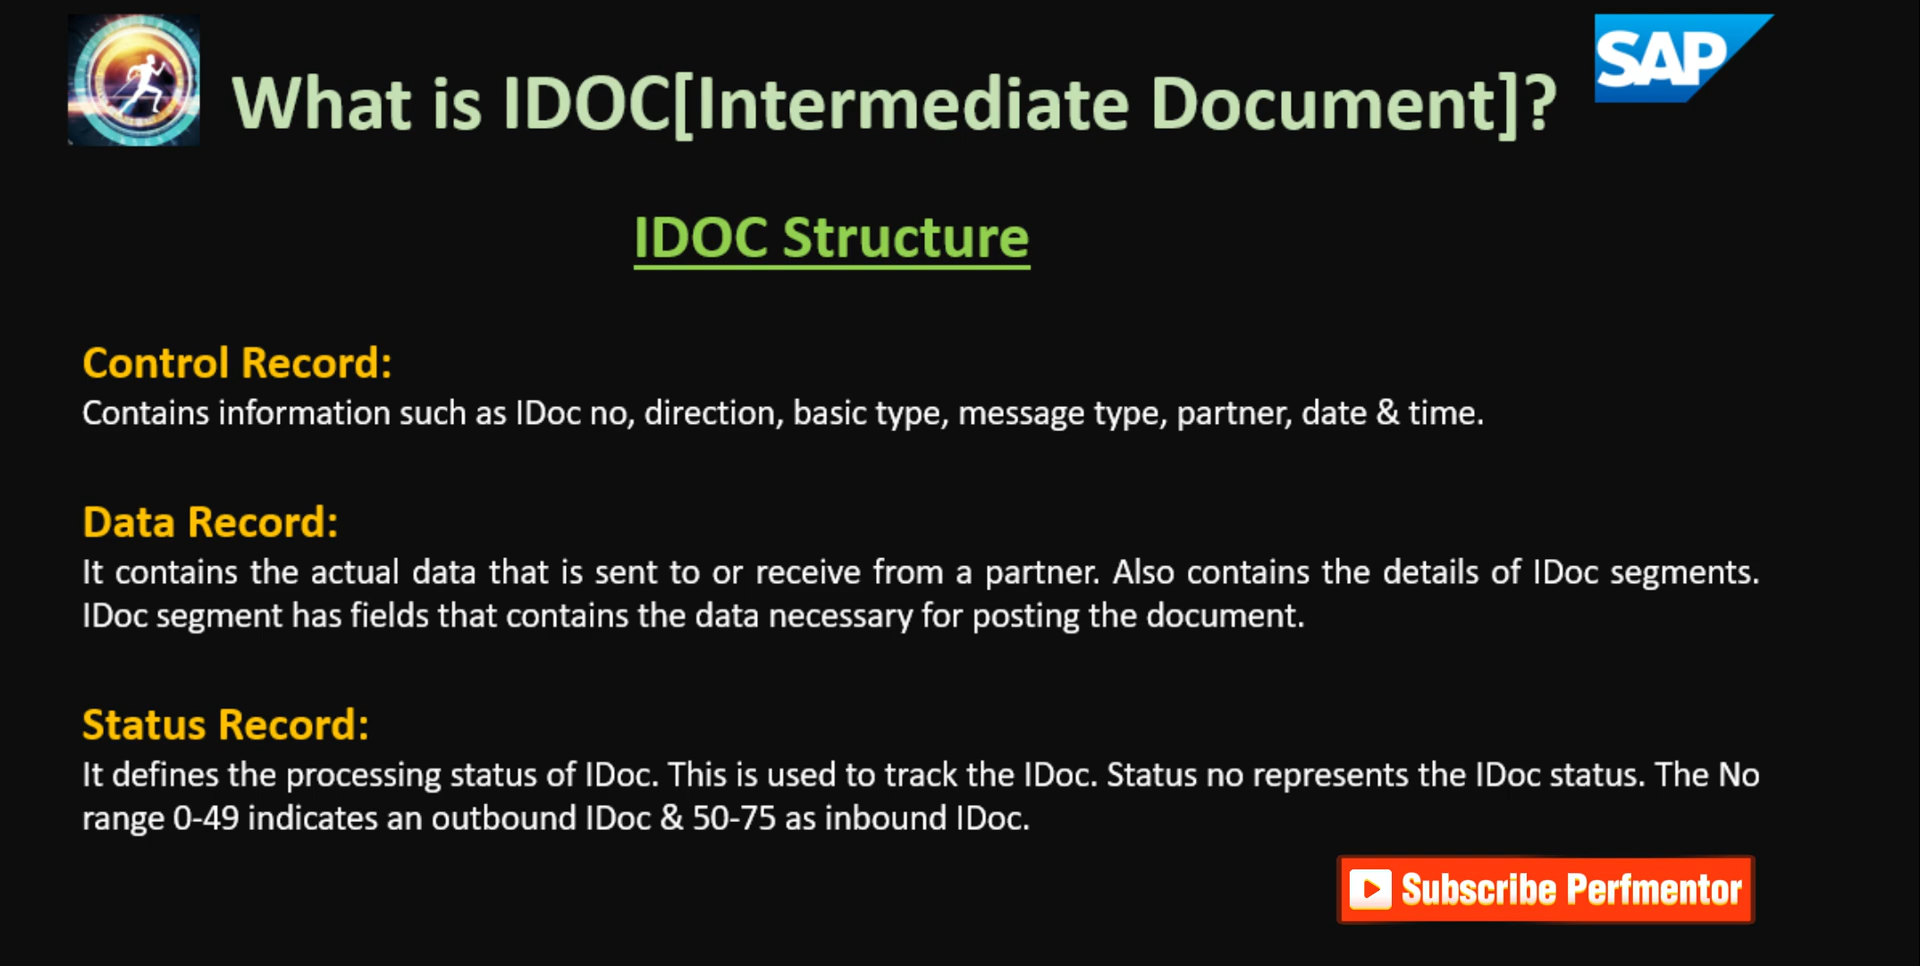 What is IDOC[Intermediate Document]?
SAP
IDOC Structure
Control Record:
Contains information such as IDoc no, direction, basic type, message type, partner, date & time.
Data Record:
It contains the actual data that is sent to or receive from a partner. Also contains the details of IDoc segments.
IDoc segment has fields that contains the data necessary for posting the document.
Status Record:
It defines the processing status of IDoc. This is used to track the IDoc. Status no represents the IDoc status. The No
range 0-49 indicates an outbound IDoc & 50-75 as inbound IDoc.
Subscribe Perfmentor